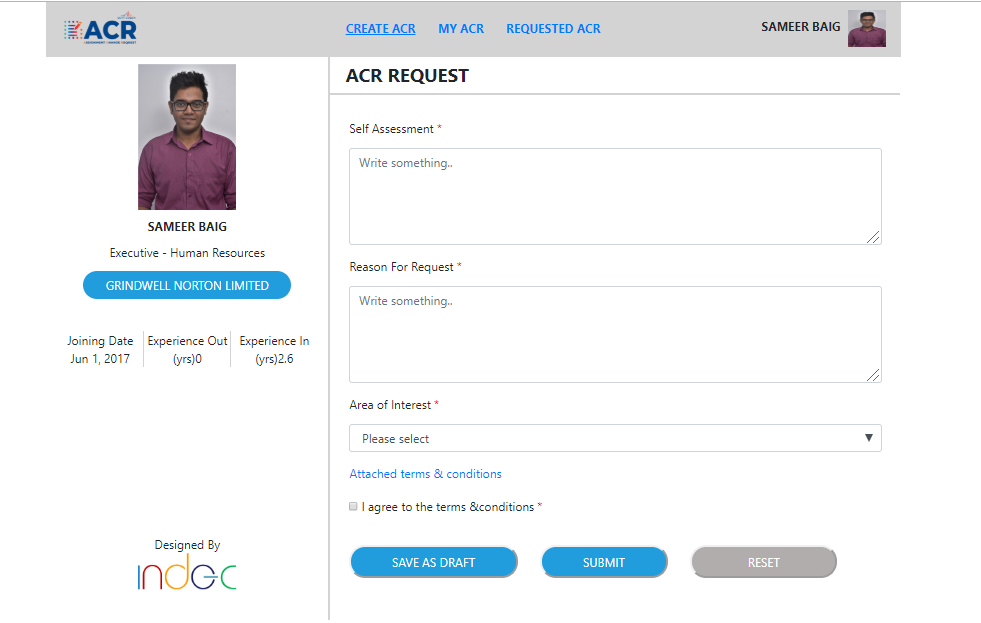 ACR
CREATE ACR
MY ACR
REQUESTED ACR
SAMEER BAIG
SAMEER BAIG
Executive - Human Resources
GRINDWELL NORTON LIMITED
Joining Date
Jun 1, 2017
Experience Out
(yrs)0
Experience In
(yrs)2.6
Designed By
indec
ACR REQUEST
Self Assessment *
Write something..
Reason For Request *
Write something..
Area of Interest *
Please select
Attached terms & conditions
I agree to the terms &conditions *
SAVE AS DRAFT
SUBMIT
RESET